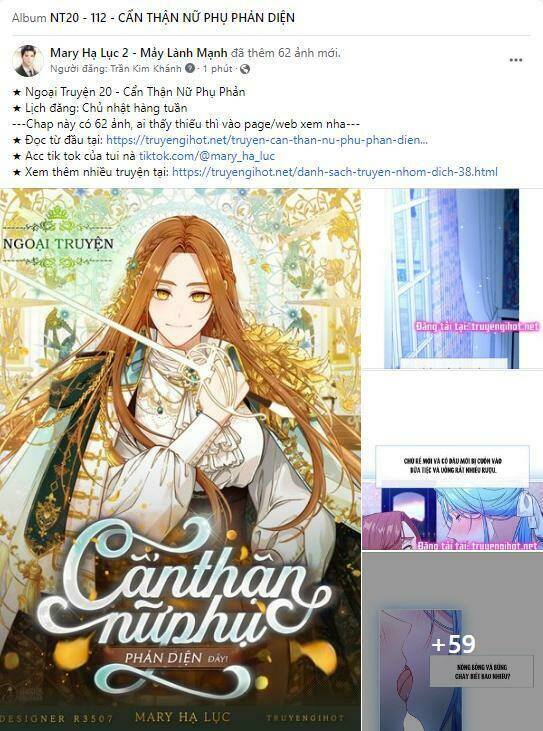 Album NT20 - 112 - CẨN THẬN NỮ PHỤ PHẢN DIỆN
Mary Hạ Lục 2 - Mảy Lành Mạnh đã thêm 62 ảnh mới.
Người đăng: Trần Kim Khánh · 1 phút ·
★ Ngoại Truyện 20 - Cẩn Thận Nữ Phụ Phản
★ Lịch đăng: Chủ nhật hàng tuần
---Chap này có 62 ảnh, ai thấy thiếu thì vào page/web xem nha---
★ Đọc từ đầu tại: https://truyengihot.net/truyen-can-than-nu-phu-phan-dien...
★ Acc tik tok của tui nà tiktok.com/@mary_ha_luc
★ Xem thêm nhiều truyện tại: https://truyengihot.net/danh-sach-truyen-nhom-dich-38.html
NGOẠI TRUYỆN
Cẩn thận
nữ phụ
PHẢN DIỆN ĐẤY!
DESIGNER R3507 MARY HẠ LỤC TRUYENGIHOT
Đăng tải tại: truyengihot.net
CHÚ RỂ MỚI VÀ CÔ DÂU MỚI BỊ CUỐN VÀO
BỮA TIỆC VÀ UỐNG RẤT NHIỀU RƯỢU.
Đăng tải tại: truyengihot.net
+59
NÓNG BỎNG VÀ BỪNG
CHÁY BIẾT BAO NHIÊU?